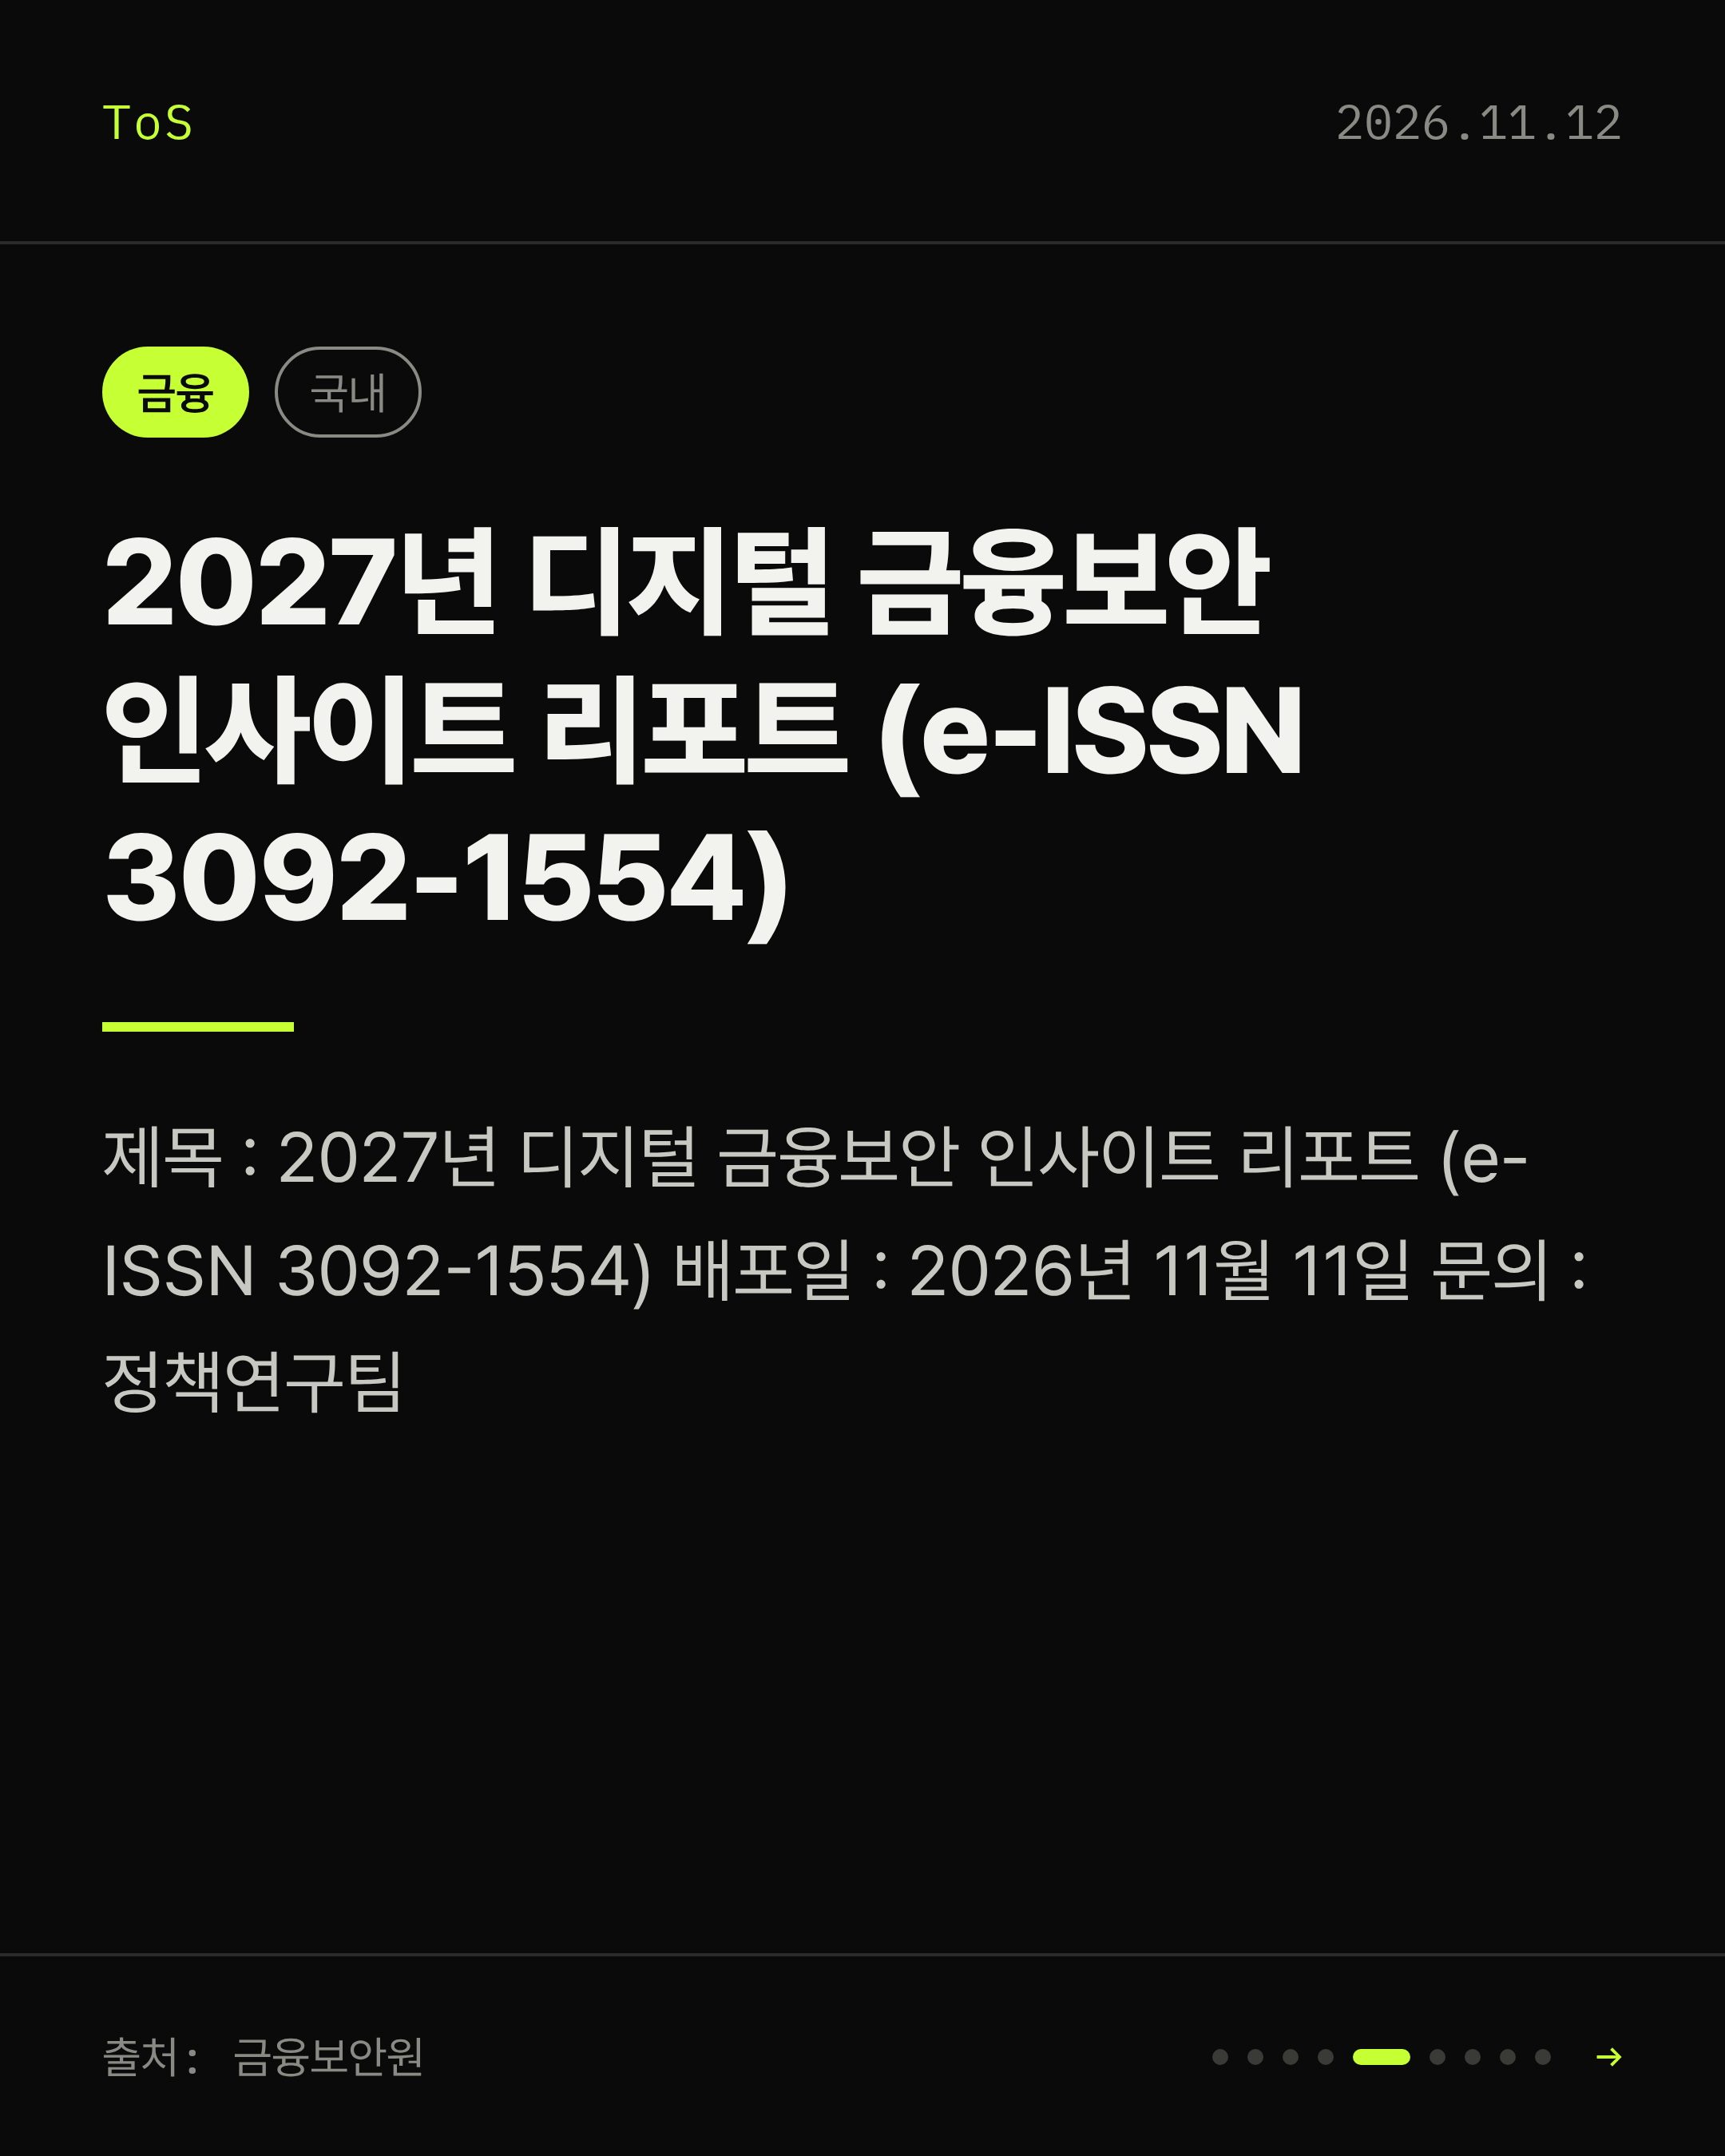 ToS
2026.11.12
금융
국내
2027년 디지털 금융보안
인사이트 리포트 (e-ISSN
3092-1554)
제목 : 2027년 디지털 금융보안 인사이트 리포트 (e-
ISSN 3092-1554) 배포일 : 2026년 11월 11일 문의 :
정책연구팀
출처: 금융보안원
→